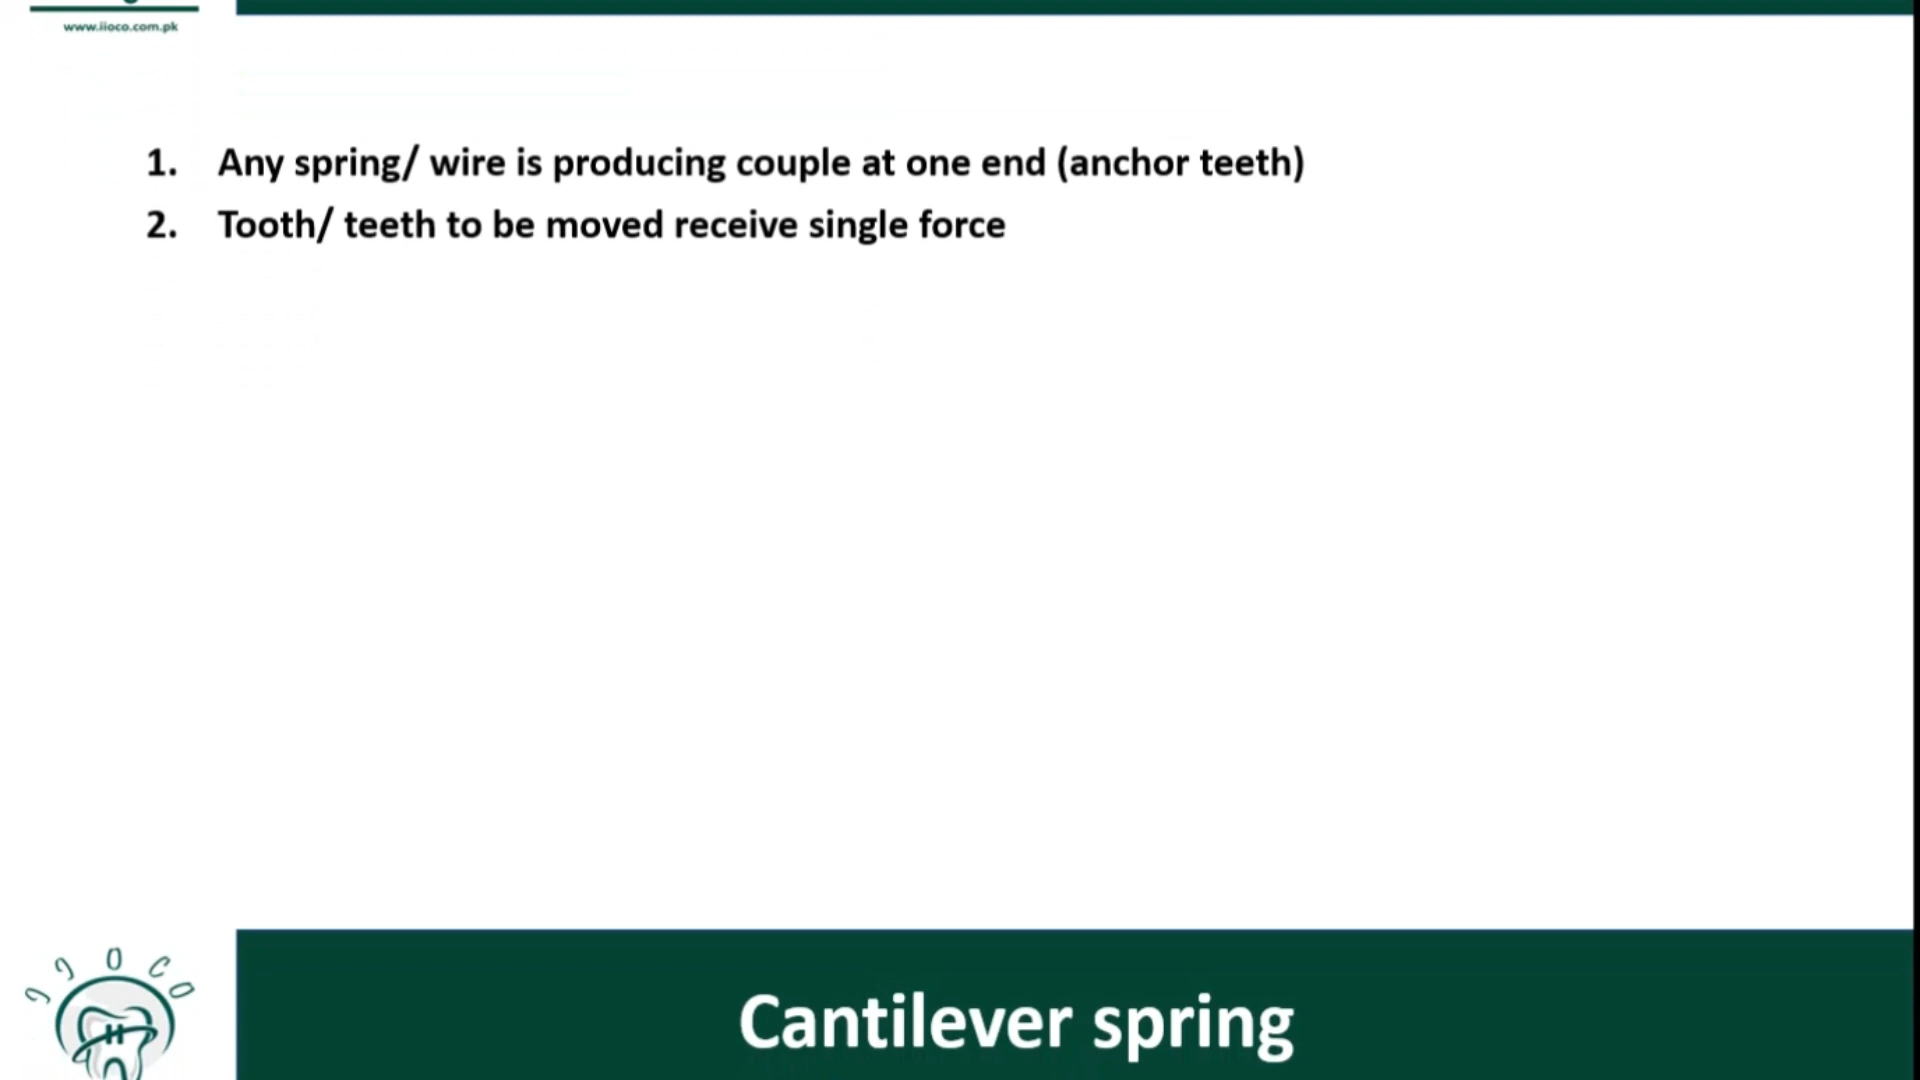 www.iioco.com.pk
1. Any spring/ wire is producing couple at one end (anchor teeth)
2. Tooth/ teeth to be moved receive single force
I I O C O
Cantilever spring